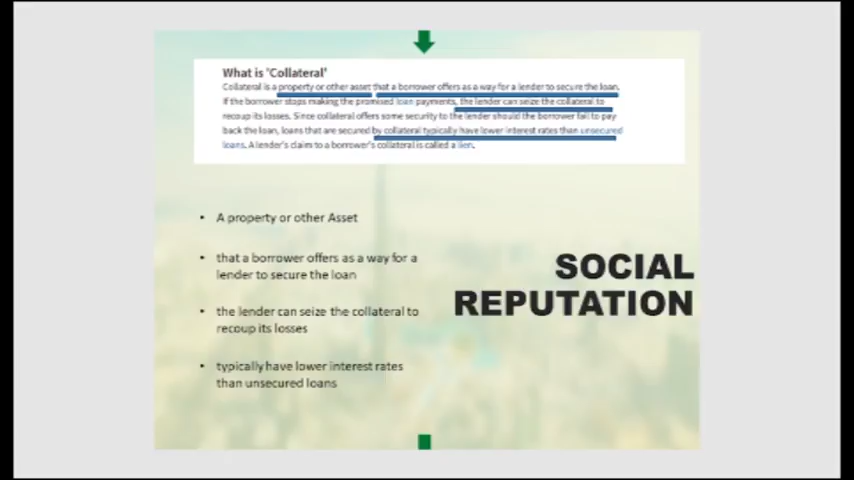 What is 'Collateral'
Collateral is a property or other asset that a borrower offers as a way for a lender to secure the loan.
If the borrower stops making the promised loan payments, the lender can seize the collateral to
recoup its losses. Since collateral offers some security to the lender should the borrower fail to pay
back the loan, loans that are secured by collateral typically have lower interest rates than unsecured
loans. A lender's claim to a borrower's collateral is called a lien.
• A property or other Asset
• that a borrower offers as a way for a
lender to secure the loan
• the lender can seize the collateral to
recoup its losses
• typically have lower interest rates
than unsecured loans
SOCIAL
REPUTATION